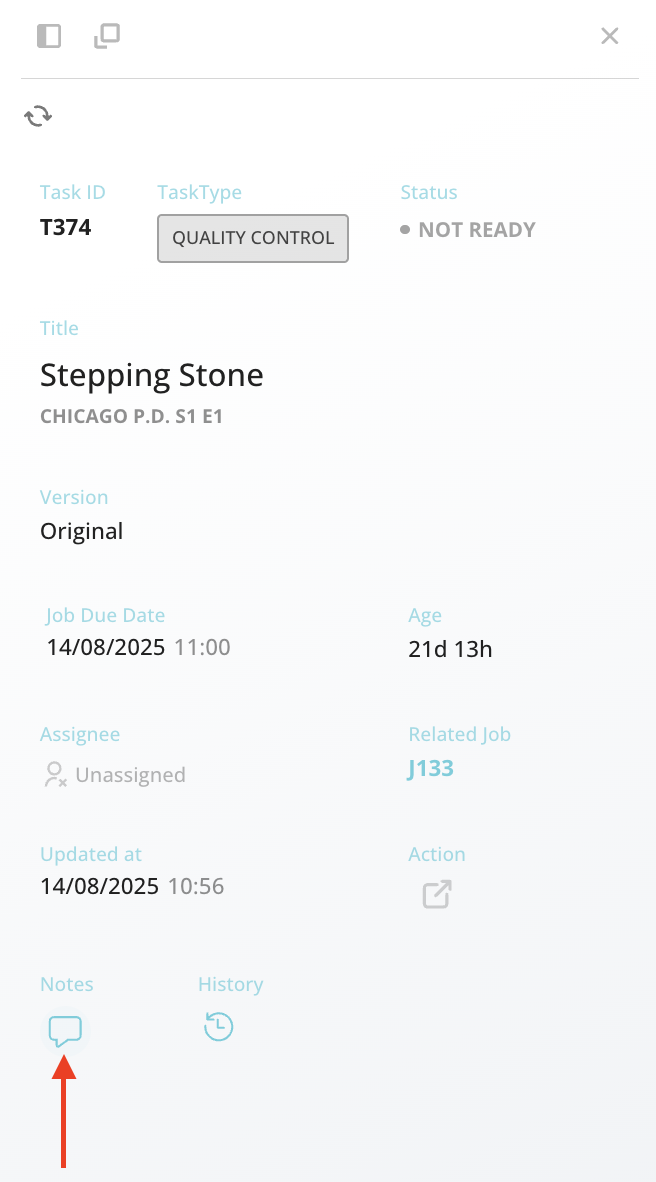 Task ID TaskType Status
T374 QUALITY CONTROL NOT READY
Title
Stepping Stone
CHICAGO P.D. S1 E1
Version
Original
Job Due Date Age
14/08/2025 11:00 21d 13h
Assignee Related Job
Unassigned J133
Updated at Action
14/08/2025 10:56
Notes History